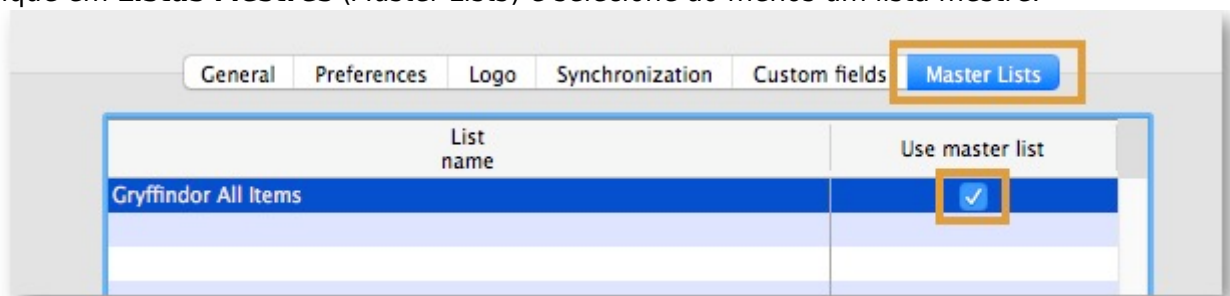 ique em Listas Mestres (Master Lists) e selecione ao menos um lista mestre.
General Preferences Logo Synchronization Custom fields Master Lists
List
name
Use master list
Gryffindor All Items